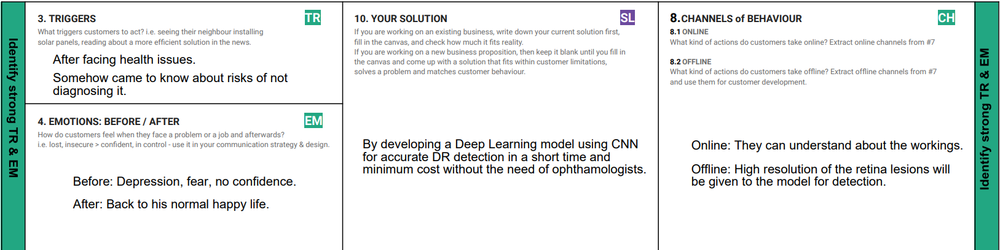 Identify strong TR & EM
3. TRIGGERS
TR
What triggers customers to act? i.e. seeing their neighbour installing
solar panels, reading about a more efficient solution in the news.
After facing health issues.
Somehow came to know about risks of not
diagnosing it.
4. EMOTIONS: BEFORE / AFTER
EM
How do customers feel when they face a problem or a job and afterwards?
i.e. lost, insecure > confident, in control - use it in your communication strategy & design.
Before: Depression, fear, no confidence.
After: Back to his normal happy life.
10. YOUR SOLUTION
SL
If you are working on an existing business, write down your current solution first,
fill in the canvas, and check how much it fits reality.
If you are working on a new business proposition, then keep it blank until you fill in
the canvas and come up with a solution that fits within customer limitations,
solves a problem and matches customer behaviour.
By developing a Deep Learning model using CNN
for accurate DR detection in a short time and
minimum cost without the need of ophthamologists.
8.CHANNELS of BEHAVIOUR
CH
8.1 ONLINE
What kind of actions do customers take online? Extract online channels from #7
8.2 OFFLINE
What kind of actions do customers take offline? Extract offline channels from #7
and use them for customer development.
Online: They can understand about the workings.
Offline: High resolution of the retina lesions will
be given to the model for detection.
Identify strong TR & EM